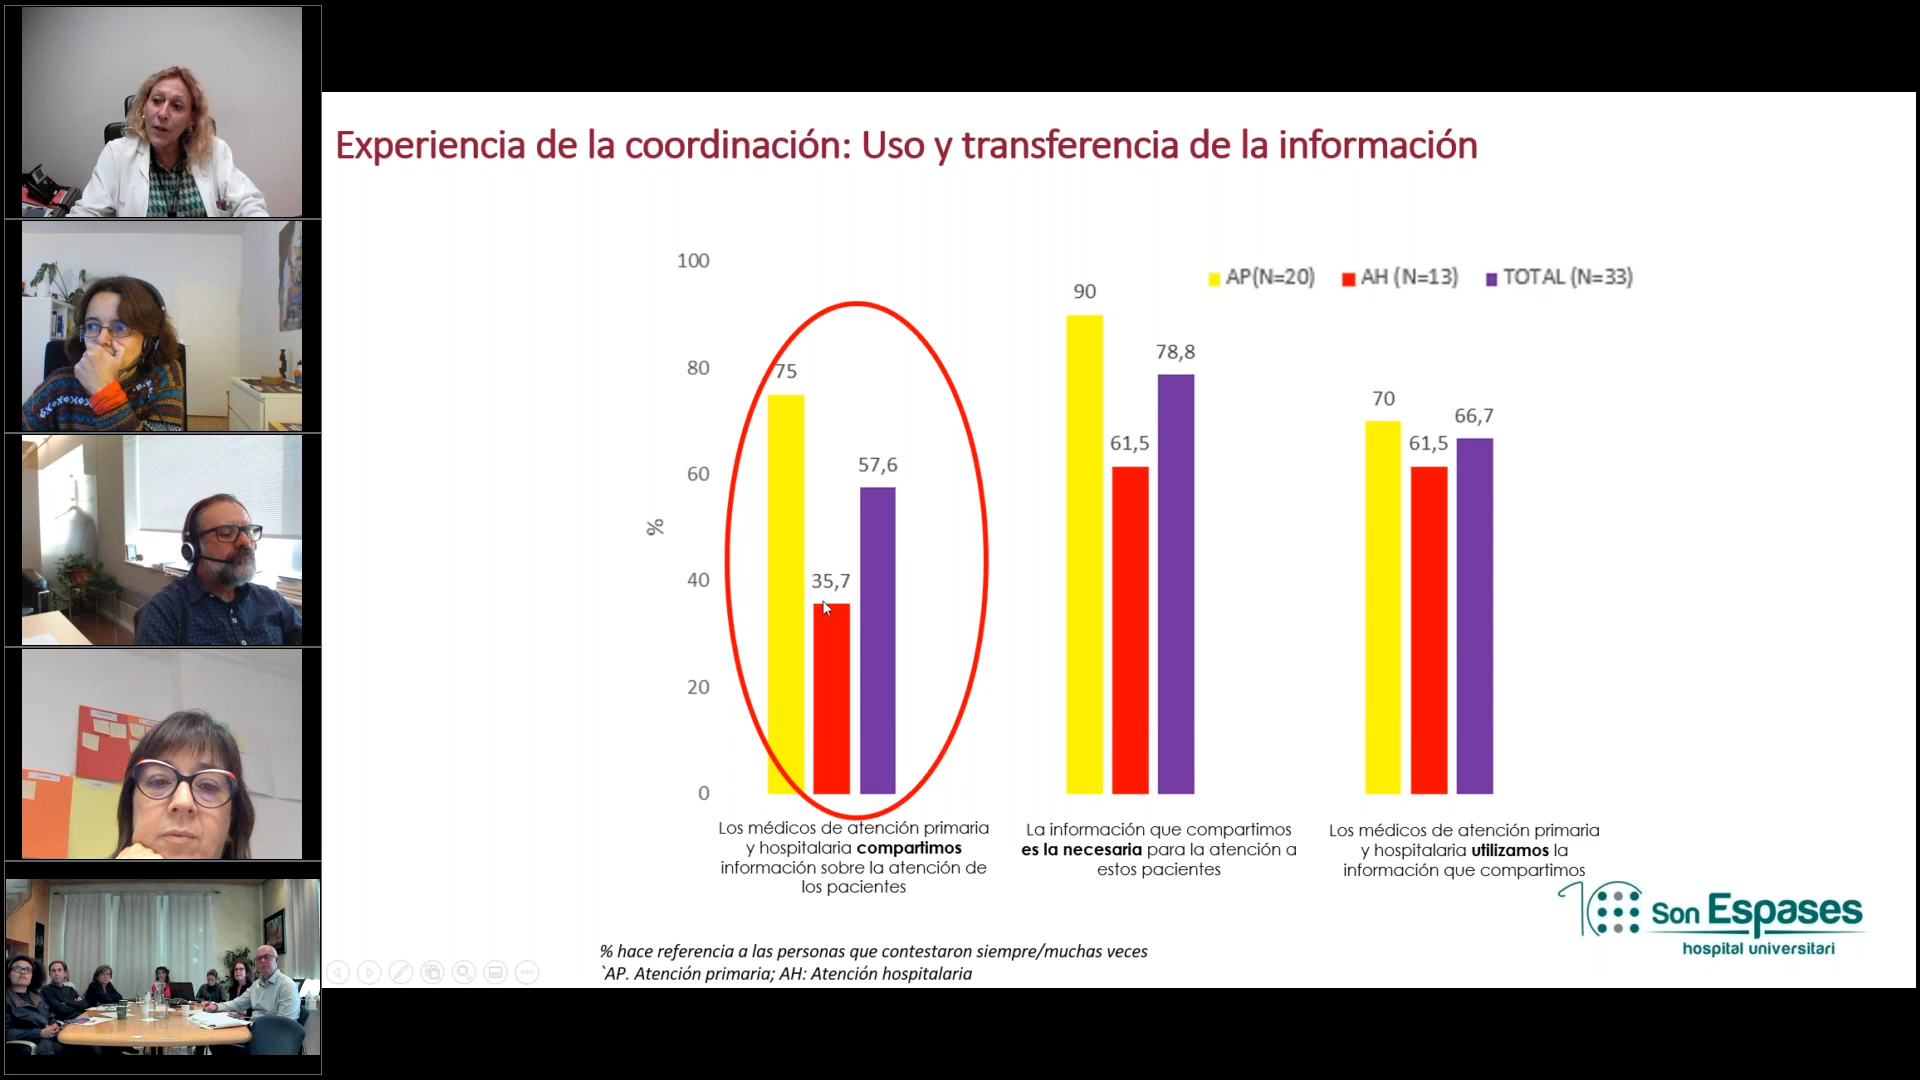 Experiencia de la coordinación: Uso y transferencia de la información
100
80
60
40
20
0
%
AP(N=20)
AH (N=13)
TOTAL (N=33)
75
35,7
57,6
90
61,5
78,8
70
61,5
66,7
Los médicos de atención primaria
y hospitalaria compartimos
información sobre la atención de
los pacientes
La información que compartimos
es la necesaria para la atención a
estos pacientes
Los médicos de atención primaria
y hospitalaria utilizamos la
información que compartimos
% hace referencia a las personas que contestaron siempre/muchas veces
`AP. Atención primaria; AH: Atención hospitalaria
10
Son Espases
hospital universitari